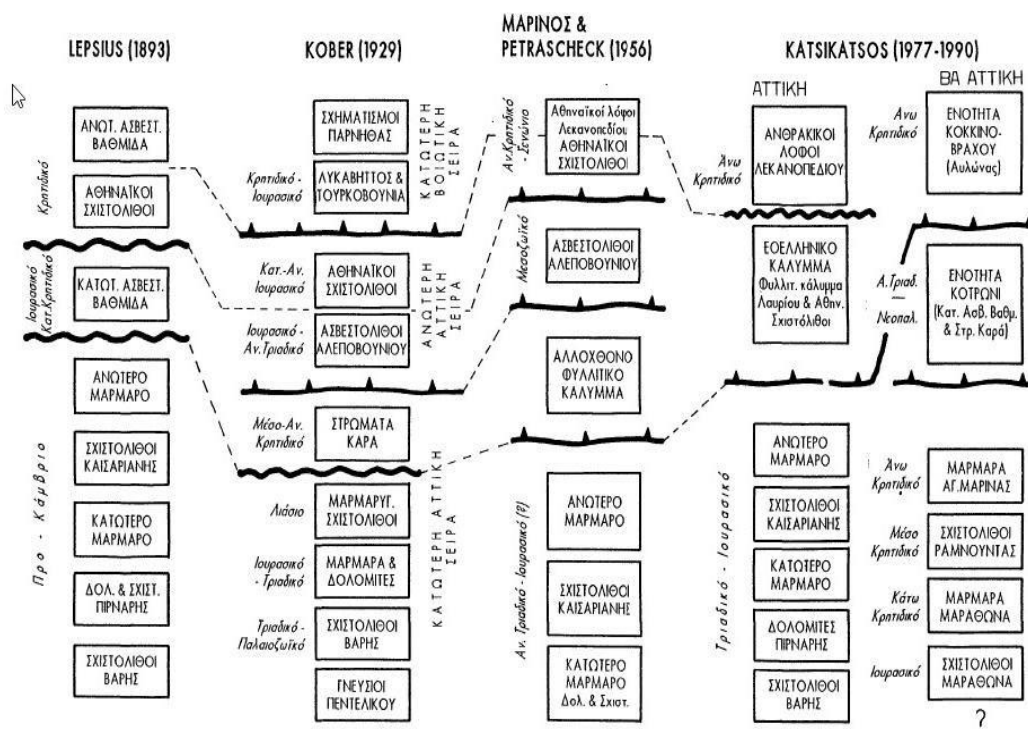 LEPSIUS (1893)
Κρητιδικό
ΑΝΩΤ. ΑΣΒΕΣΤ.
ΒΑΘΜΙΔΑ
ΑΘΗΝΑΪΚΟΙ
ΣΧΙΣΤΟΛΙΘΟΙ
Ιουρασικό
Κατ.Κρητιδικό
ΚΑΤΩΤ. ΑΣΒΕΣΤ.
ΒΑΘΜΙΔΑ
Προ - Κάμβριο
ΑΝΩΤΕΡΟ
ΜΑΡΜΑΡΟ
ΣΧΙΣΤΟΛΙΘΟΙ
ΚΑΙΣΑΡΙΑΝΗΣ
ΚΑΤΩΤΕΡΟ
ΜΑΡΜΑΡΟ
ΔΟΛ. & ΣΧΙΣΤ.
ΠΙΡΝΑΡΗΣ
ΣΧΙΣΤΟΛΙΘΟΙ
ΒΑΡΗΣ
KOBER (1929)
ΣΧΗΜΑΤΙΣΜΟΙ
ΠΑΡΝΗΘΑΣ
Κρητιδικό -
Ιουρασικό
ΛΥΚΑΒΗΤΤΟΣ &
ΤΟΥΡΚΟΒΟΥΝΙΑ
ΚΑΤΩΤΕΡΗ
ΒΟΙΩΤΙΚΗ
ΣΕΙΡΑ
Κατ.-Αν.
Ιουρασικό
ΑΘΗΝΑΪΚΟΙ
ΣΧΙΣΤΟΛΙΘΟΙ
Ιουρασικό -
Αν.Τριαδικό
ΑΣΒΕΣΤΟΛΙΘΟΙ
ΑΛΕΠΟΒΟΥΝΙΟΥ
ΑΝΩΤΕΡΗ
ΑΤΤΙΚΗ
ΣΕΙΡΑ
Μέσο-Αν.
Κρητιδικό
ΣΤΡΩΜΑΤΑ
ΚΑΡΑ
Λιάσιο
ΜΑΡΜΑΡΥΓ.
ΣΧΙΣΤΟΛΙΘΟΙ
Ιουρασικό
- Τριαδικό
ΜΑΡΜΑΡΑ &
ΔΟΛΟΜΙΤΕΣ
Τριαδικό -
Παλαιοζωϊκό
ΣΧΙΣΤΟΛΙΘΟΙ
ΒΑΡΗΣ
ΓΝΕΥΣΙΟΙ
ΠΕΝΤΕΛΙΚΟΥ
ΚΑΤΩΤΕΡΗ ΑΤΤΙΚΗ
ΣΕΙΡΑ
ΜΑΡΙΝΟΣ &
PETRASCHECK (1956)
Αν.Κρητιδικό
- Σενώνιο
Αθηναϊκοί λόφοι
Λεκανοπεδίου
ΑΘΗΝΑΪΚΟΙ
ΣΧΙΣΤΟΛΙΘΟΙ
Μεσοζωϊκό
ΑΣΒΕΣΤΟΛΙΘΟΙ
ΑΛΕΠΟΒΟΥΝΙΟΥ
ΑΛΛΟΧΘΟΝΟ
ΦΥΛΛΙΤΙΚΟ
ΚΑΛΥΜΜΑ
Αν. Τριαδικό - Ιουρασικό (?)
ΑΝΩΤΕΡΟ
ΜΑΡΜΑΡΟ
ΣΧΙΣΤΟΛΙΘΟΙ
ΚΑΙΣΑΡΙΑΝΗΣ
ΚΑΤΩΤΕΡΟ
ΜΑΡΜΑΡΟ
Δολ. & Σχιστ.
KATSIKATSOS (1977-1990)
ΑΤΤΙΚΗ
Άνω
Κρητιδικό
ΑΝΘΡΑΚΙΚΟΙ
ΛΟΦΟΙ
ΛΕΚΑΝΟΠΕΔΙΟΥ
ΕΟΕΛΛΗΝΙΚΟ
ΚΑΛΥΜΜΑ
Φυλλιτ. κάλυμμα
Λαυρίου & Αθην.
Σχιστόλιθοι
Τριαδικό - Ιουρασικό
ΑΝΩΤΕΡΟ
ΜΑΡΜΑΡΟ
ΣΧΙΣΤΟΛΙΘΟΙ
ΚΑΙΣΑΡΙΑΝΗΣ
ΚΑΤΩΤΕΡΟ
ΜΑΡΜΑΡΟ
ΔΟΛΟΜΙΤΕΣ
ΠΙΡΝΑΡΗΣ
ΣΧΙΣΤΟΛΙΘΟΙ
ΒΑΡΗΣ
ΒΑ ΑΤΤΙΚΗ
Ανω
Κρητιδικό
ΕΝΟΤΗΤΑ
ΚΟΚΚΙΝΟ-
ΒΡΑΧΟΥ
(Αυλώνας)
Α.Τριαδ.
—
Νεοπαλ.
ΕΝΟΤΗΤΑ
ΚΟΤΡΩΝΙ
(Κατ. Ασβ. Βαθμ.
& Στρ. Καρά)
Άνω
Κρητιδικό
ΜΑΡΜΑΡΑ
ΑΓ.ΜΑΡΙΝΑΣ
Μέσο
Κρητιδικό
ΣΧΙΣΤΟΛΙΘΟΙ
ΡΑΜΝΟΥΝΤΑΣ
Κάτω
Κρητιδικό
ΜΑΡΜΑΡΑ
ΜΑΡΑΘΩΝΑ
Ιουρασικό
ΣΧΙΣΤΟΛΙΘΟΙ
ΜΑΡΑΘΩΝΑ
?